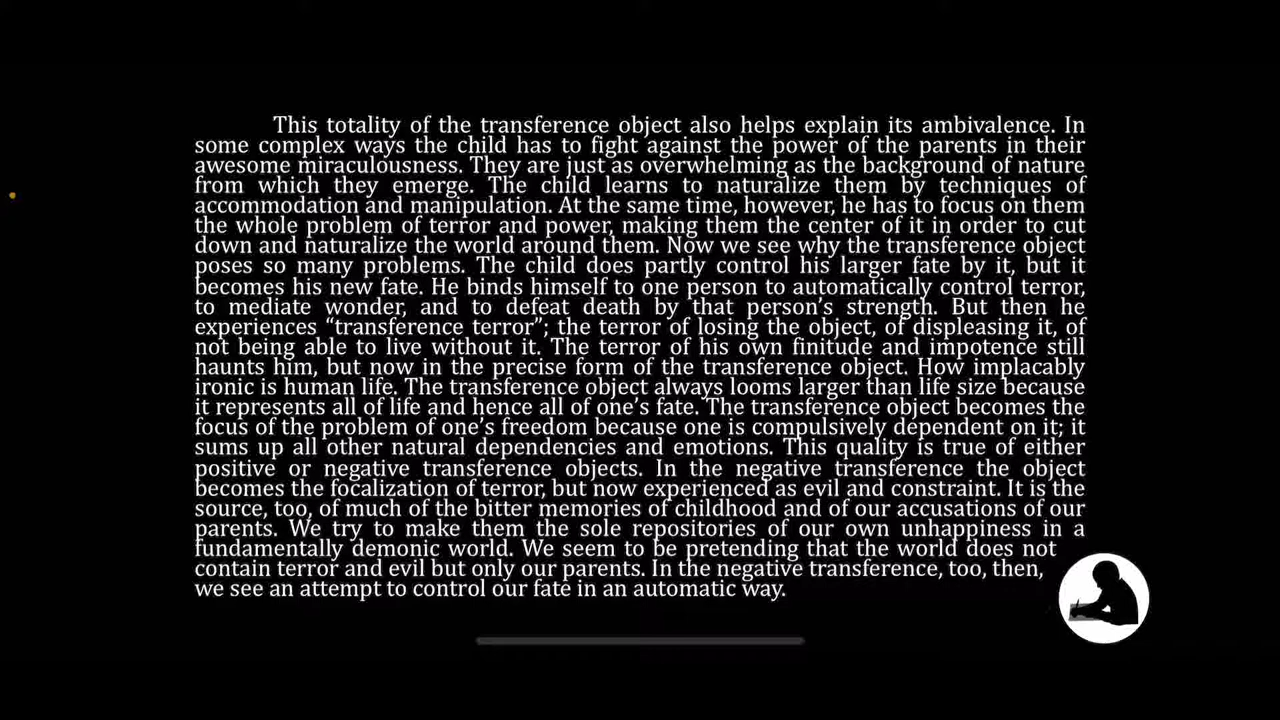 This totality of the transference object also helps explain its ambivalence. In
some complex ways the child has to fight against the power of the parents in their
awesome miraculousness. They are just as overwhelming as the background of nature
from which they emerge. The child learns to naturalize them by techniques of
accommodation and manipulation. At the same time, however, he has to focus on them
the whole problem of terror and power, making them the center of it in order to cut
down and naturalize the world around them. Now we see why the transference object
poses so many problems. The child does partly control his larger fate by it, but it
becomes his new fate. He binds himself to one person to automatically control terror,
to mediate wonder, and to defeat death by that person’s strength. But then he
experiences “transference terror”; the terror of losing the object, of displeasing it, of
not being able to live without it. The terror of his own finitude and impotence still
haunts him, but now in the precise form of the transference object. How implacably
ironic is human life. The transference object always looms larger than life size because
it represents all of life and hence all of one’s fate. The transference object becomes the
focus of the problem of one’s freedom because one is compulsively dependent on it; it
sums up all other natural dependencies and emotions. This quality is true of either
positive or negative transference objects. In the negative transference the object
becomes the focalization of terror, but now experienced as evil and constraint. It is the
source, too, of much of the bitter memories of childhood and of our accusations of our
parents. We try to make them the sole repositories of our own unhappiness in a
fundamentally demonic world. We seem to be pretending that the world does not
contain terror and evil but only our parents. In the negative transference, too, then,
we see an attempt to control our fate in an automatic way.